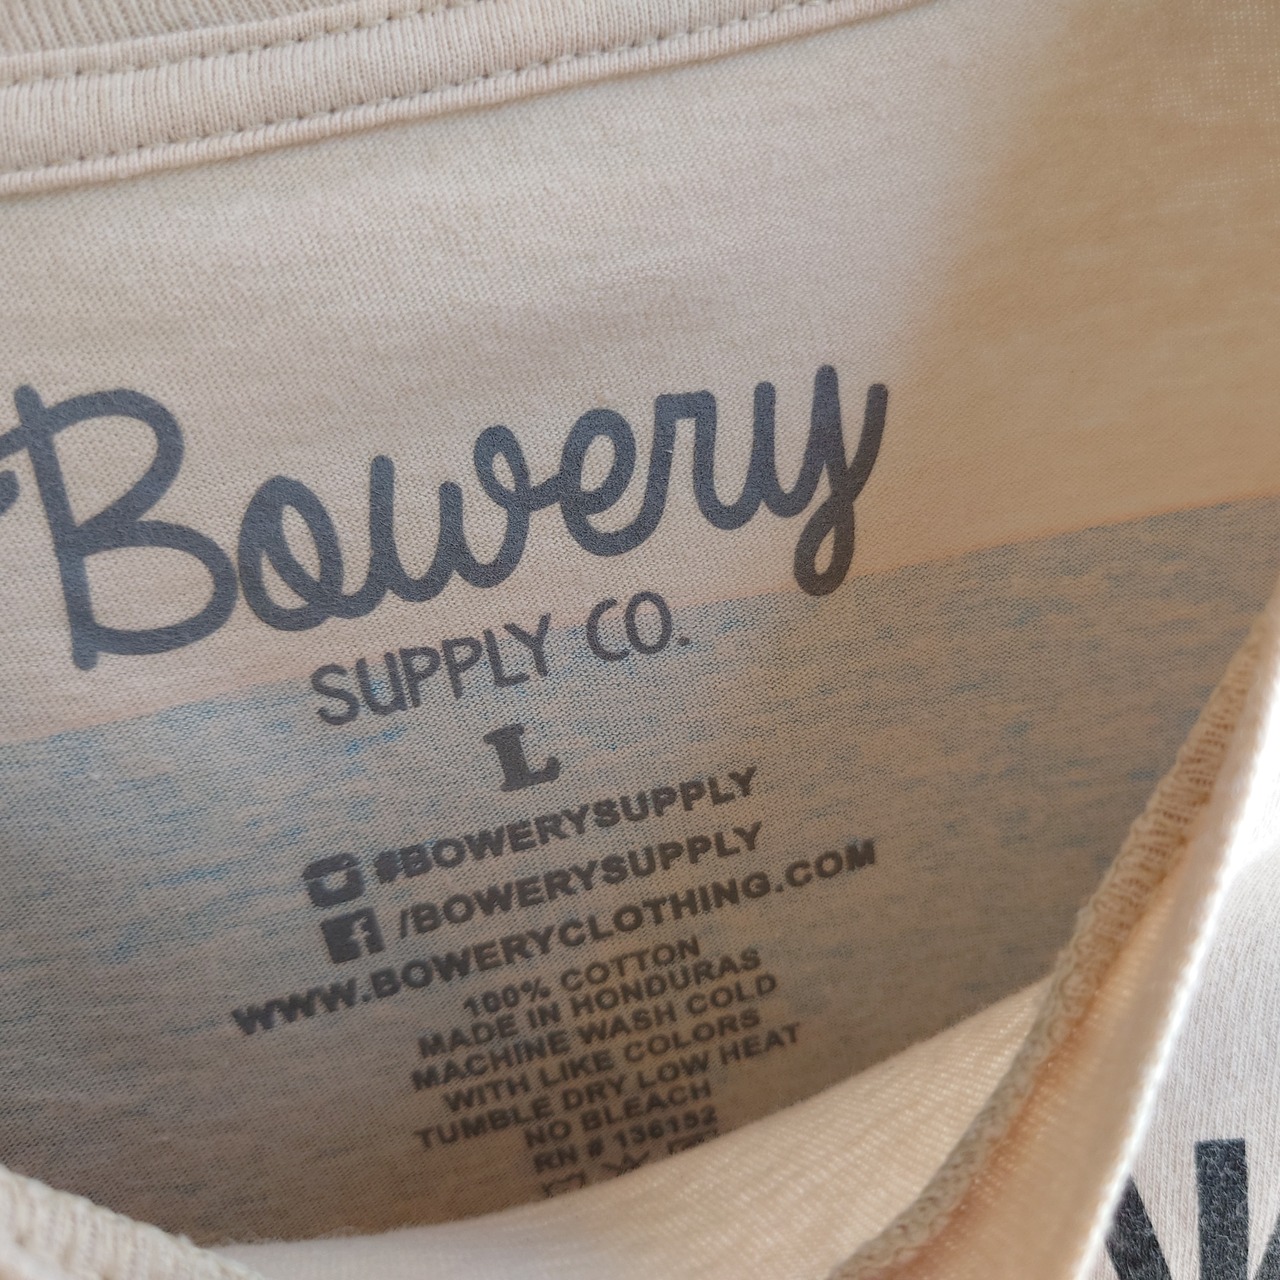 Bowery
SUPPLY CO.
L
#BOWERYSUPPLY
/BOWERYSUPPLY
WWW.BOWERYCLOTHING.COM
100% COTTON
MADE IN HONDURAS
MACHINE WASH COLD
WITH LIKE COLORS
TUMBLE DRY LOW HEAT
NO BLEACH
RN # 136152